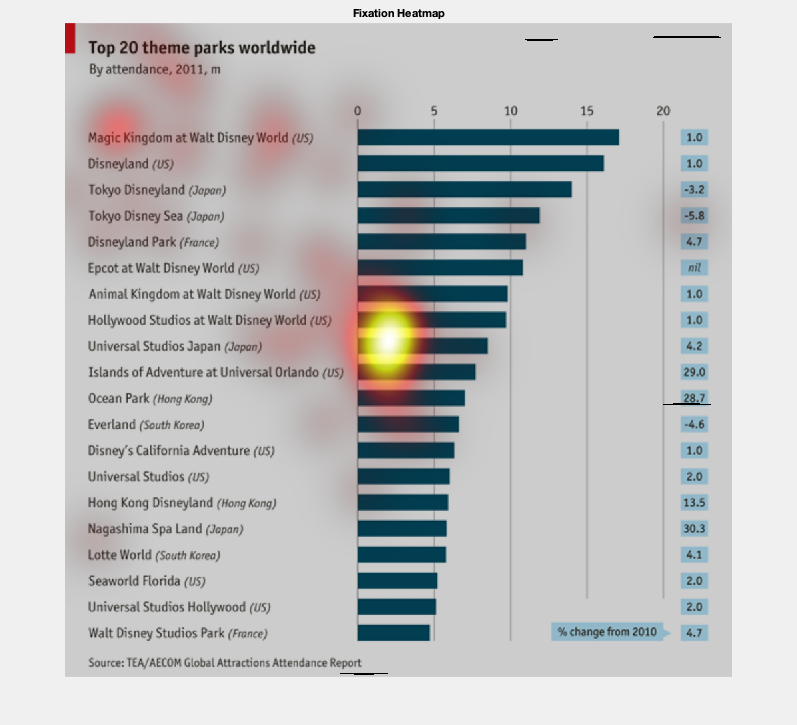 Fixation Heatmap
Top 20 theme parks worldwide
By attendance, 2011, m
0 5 10 15 20
Magic Kingdom at Walt Disney World (US) 1.0
Disneyland (US) 1.0
Tokyo Disneyland (Japan) -3.2
Tokyo Disney Sea (Japan) -5.8
Disneyland Park (France) 4.7
Epcot at Walt Disney World (US) nil
Animal Kingdom at Walt Disney World (US) 1.0
Hollywood Studios at Walt Disney World (US) 1.0
Universal Studios Japan (Japan) 4.2
Islands of Adventure at Universal Orlando (US) 29.0
Ocean Park (Hong Kong) 28.7
Everland (South Korea) -4.6
Disney's California Adventure (US) 1.0
Universal Studios (US) 2.0
Hong Kong Disneyland (Hong Kong) 13.5
Nagashima Spa Land (Japan) 30.3
Lotte World (South Korea) 4.1
Seaworld Florida (US) 2.0
Universal Studios Hollywood (US) 2.0
Walt Disney Studios Park (France) % change from 2010 4.7
Source: TEA/AECOM Global Attractions Attendance Report